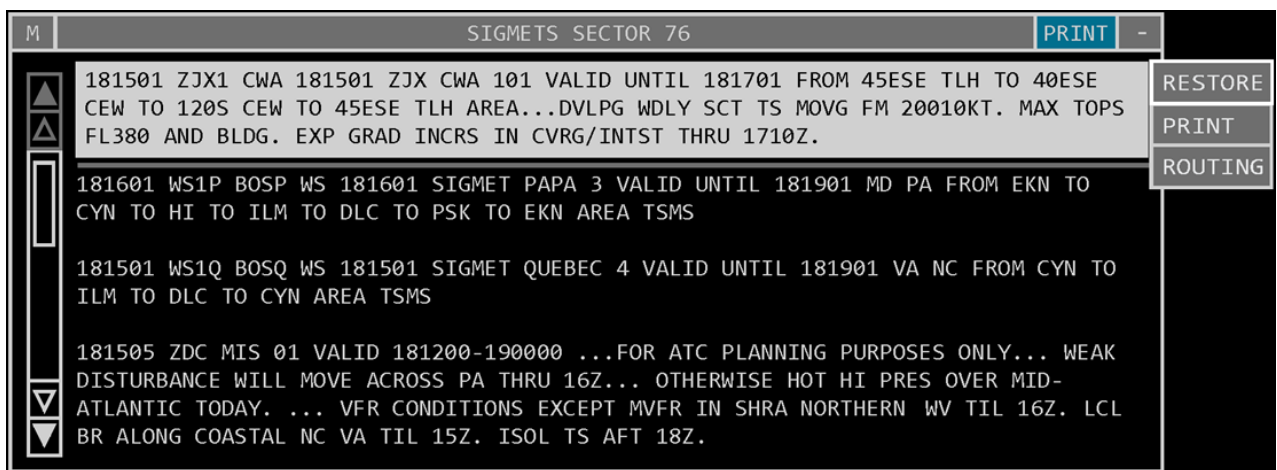 M SIGMETS SECTOR 76 PRINT -
181501 ZJX1 CWA 181501 ZJX CWA 101 VALID UNTIL 181701 FROM 45ESE TLH TO 40ESE
CEW TO 120S CEW TO 45ESE TLH AREA...DVLPG WDLY SCT TS MOVG FM 20010KT. MAX TOPS
FL380 AND BLDG. EXP GRAD INCRS IN CVRG/INTST THRU 1710Z.
RESTORE
PRINT
ROUTING
181601 WS1P BOSP WS 181601 SIGMET PAPA 3 VALID UNTIL 181901 MD PA FROM EKN TO
CYN TO HI TO ILM TO DLC TO PSK TO EKN AREA TSMS
181501 WS1Q BOSQ WS 181501 SIGMET QUEBEC 4 VALID UNTIL 181901 VA NC FROM CYN TO
ILM TO DLC TO CYN AREA TSMS
181505 ZDC MIS 01 VALID 181200-190000 ...FOR ATC PLANNING PURPOSES ONLY... WEAK
DISTURBANCE WILL MOVE ACROSS PA THRU 16Z... OTHERWISE HOT HI PRES OVER MID-
ATLANTIC TODAY. ... VFR CONDITIONS EXCEPT MVFR IN SHRA NORTHERN WV TIL 16Z. LCL
BR ALONG COASTAL NC VA TIL 15Z. ISOL TS AFT 18Z.